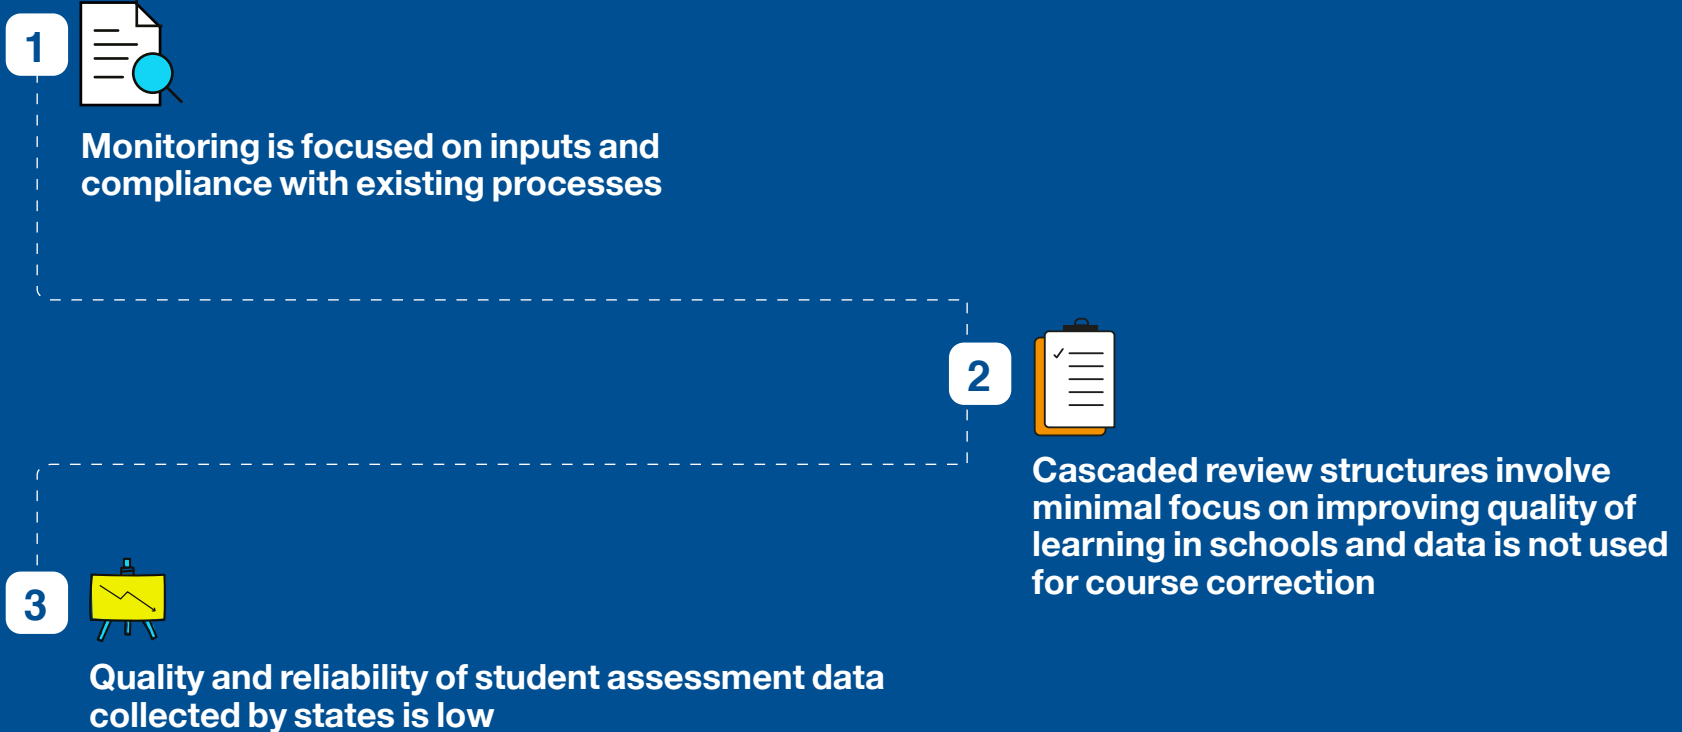 1
Monitoring is focused on inputs and
compliance with existing processes
2
Cascaded review structures involve
minimal focus on improving quality of
learning in schools and data is not used
for course correction
3
Quality and reliability of student assessment data
collected by states is low